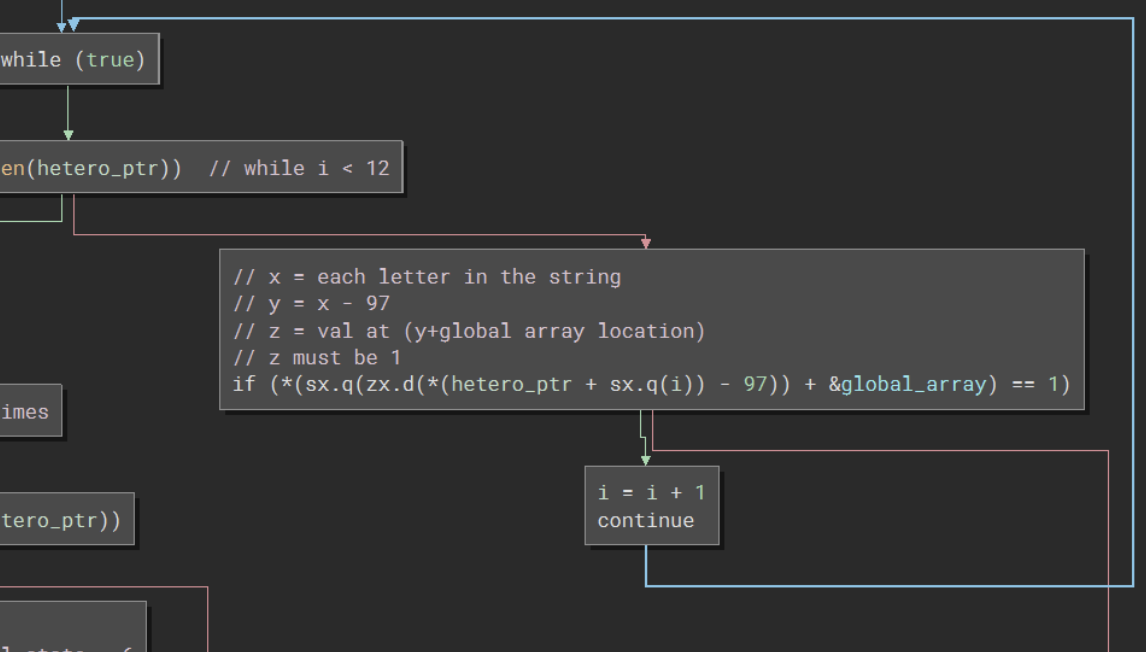 while (true)
en(hetero_ptr))  // while i < 12
// x = each letter in the string
// y = x - 97
// z = val at (y+global array location)
// z must be 1
if (*(sx.q(zx.d(*(hetero_ptr + sx.q(i)) - 97)) + &global_array) == 1)
imes
i = i + 1
continue
tero_ptr))